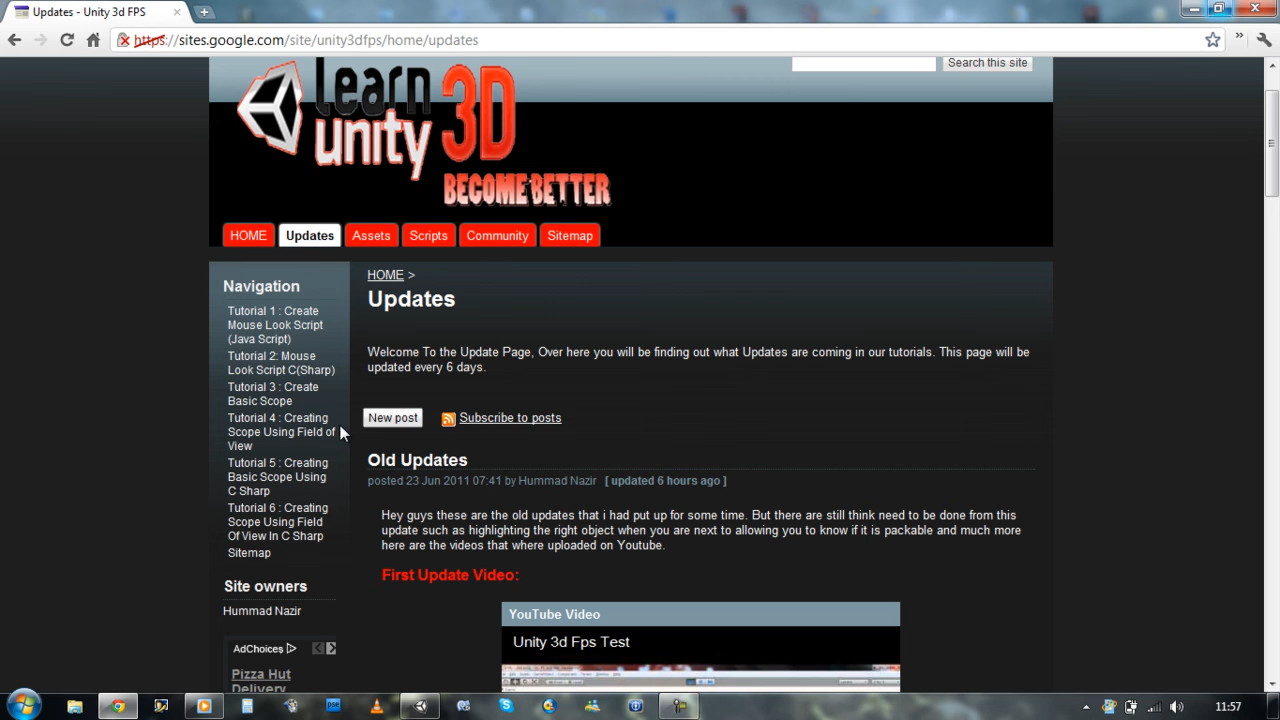 Updates - Unity 3d FPS
https://sites.google.com/site/unity3dfps/home/updates
Search this site
learn
unity 3D
BECOME BETTER
HOME Updates Assets Scripts Community Sitemap
Navigation
Tutorial 1 : Create
Mouse Look Script
(Java Script)
Tutorial 2: Mouse
Look Script C(Sharp)
Tutorial 3 : Create
Basic Scope
Tutorial 4 : Creating
Scope Using Field of
View
Tutorial 5 : Creating
Basic Scope Using
C Sharp
Tutorial 6 : Creating
Scope Using Field
Of View In C Sharp
Sitemap
Site owners
Hummad Nazir
AdChoices
Pizza Hut
Delivery
HOME >
Updates
Welcome To the Update Page, Over here you will be finding out what Updates are coming in our tutorials. This page will be
updated every 6 days.
New post
Subscribe to posts
Old Updates
posted 23 Jun 2011 07:41 by Hummad Nazir [ updated 6 hours ago ]
Hey guys these are the old updates that i had put up for some time. But there are still think need to be done from this
update such as highlighting the right object when you are next to allowing you to know if it is packable and much more
here are the videos that where uploaded on Youtube.
First Update Video:
YouTube Video
Unity 3d Fps Test
11:57